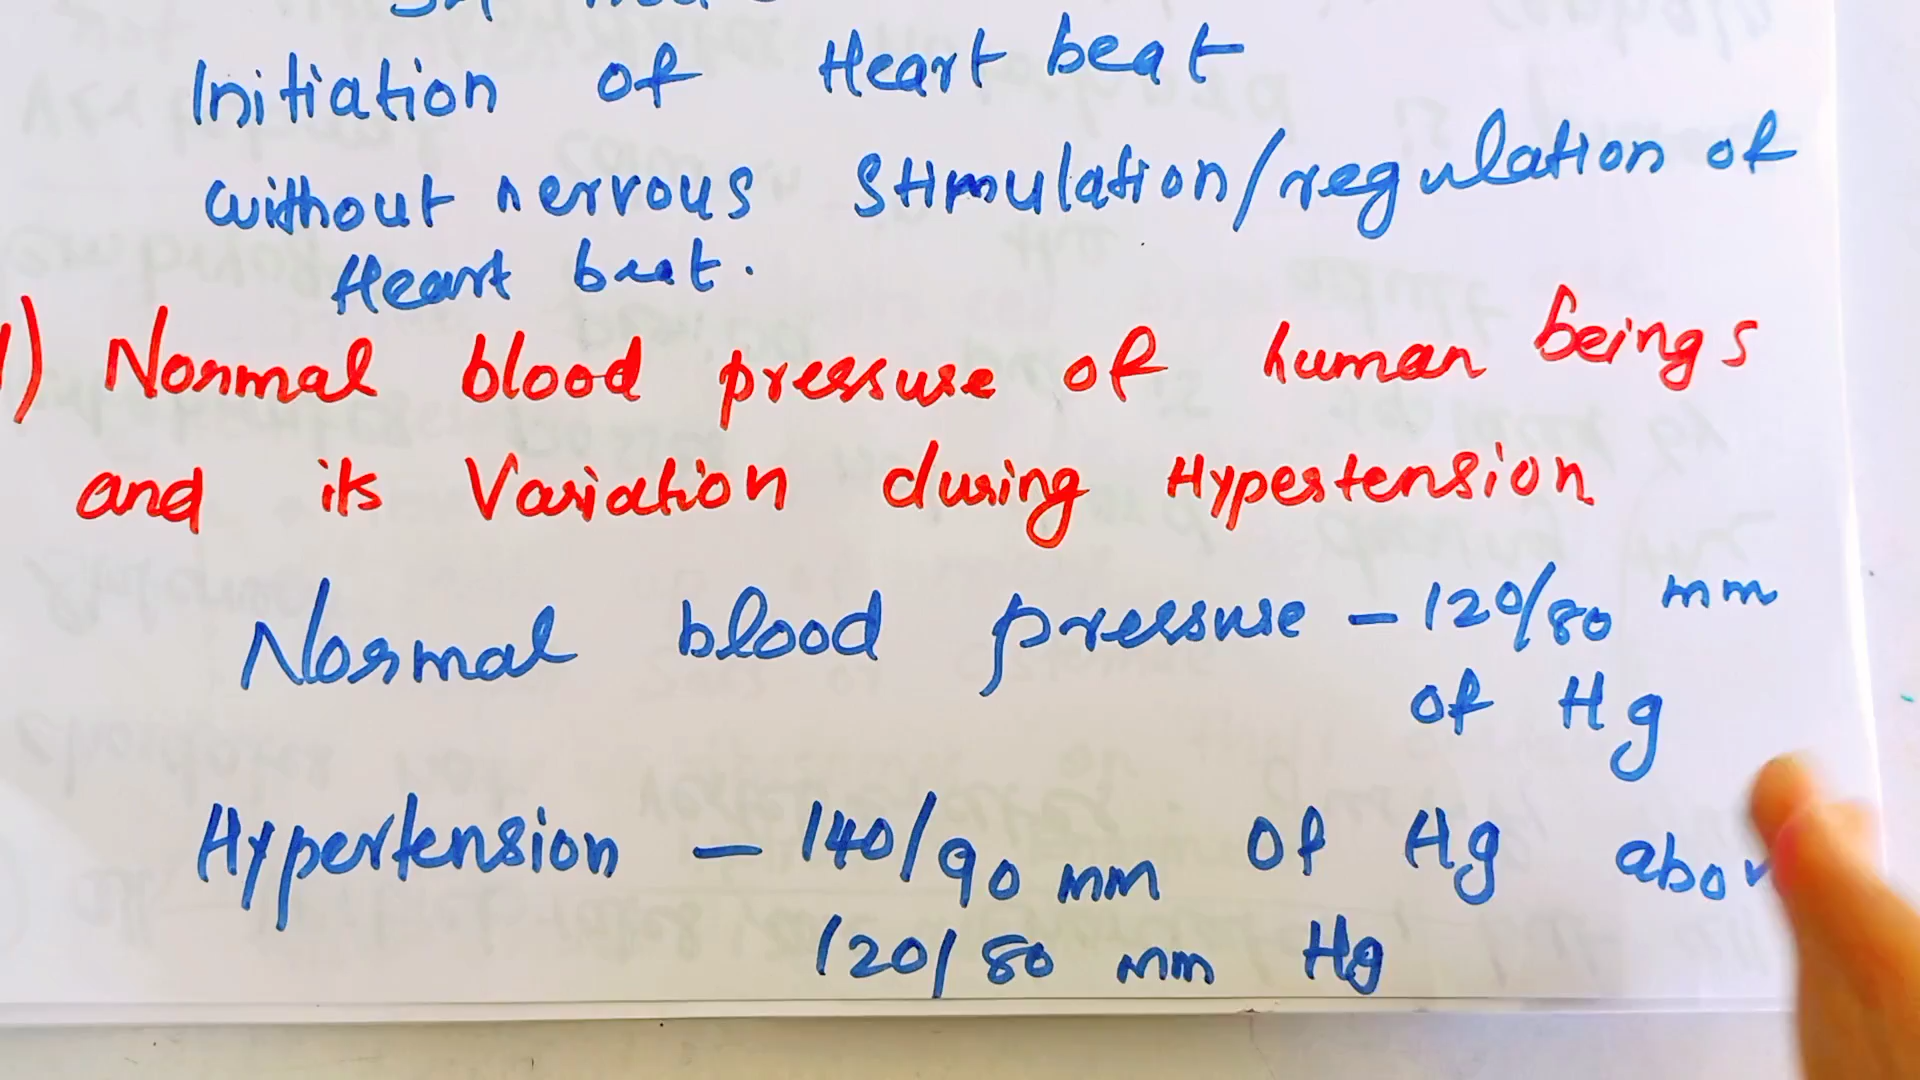 Initiation of Heart beat
without nervous stimulation/regulation of
Heart beat.
) Normal blood pressure of human beings
and its Variation during Hypertension
Normal blood pressure - 120/80 mm
of Hg
Hypertension - 140/90 mm of Hg abov
120/80 mm Hg